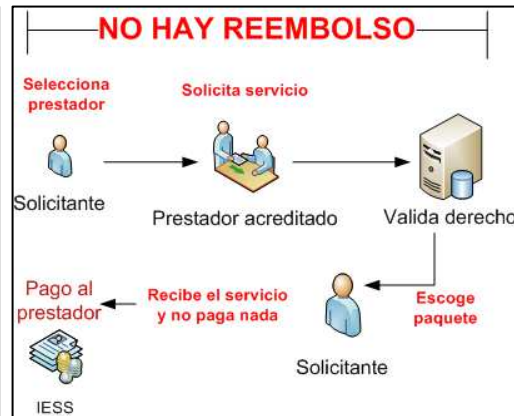 NO HAY REEMBOLSO
Selecciona
prestador
Solicita servicio
Solicitante
Prestador acreditado
Valida derecho
Pago al
prestador
Recibe el servicio
y no paga nada
Escoge
paquete
Solicitante
IESS